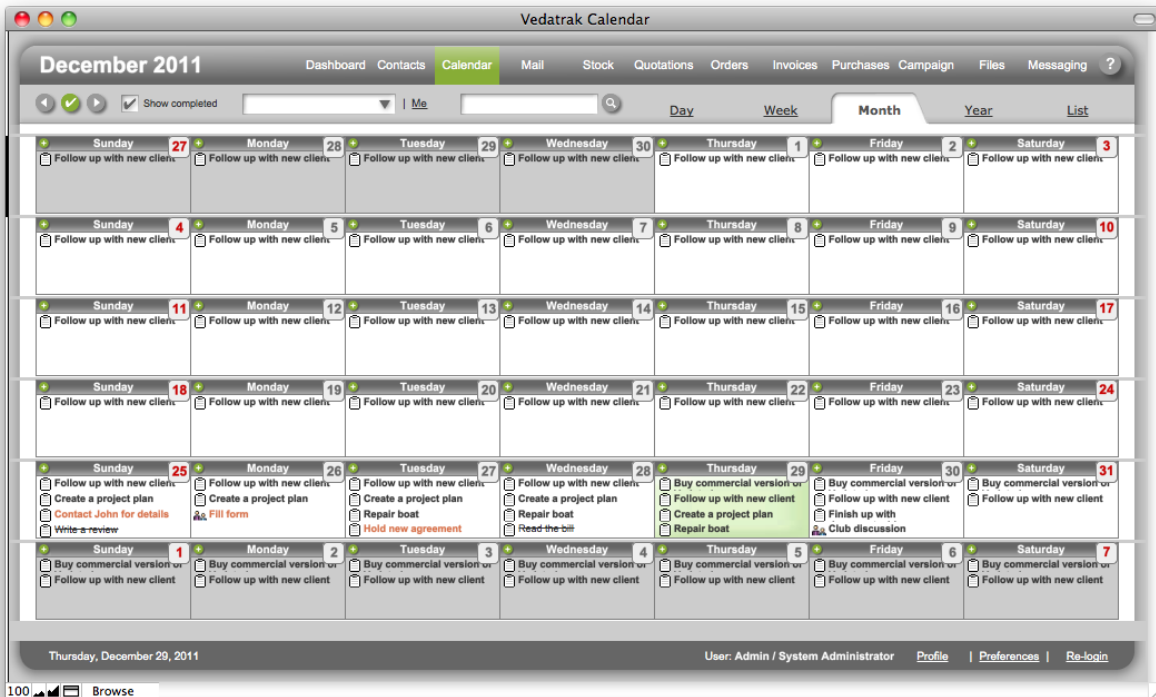 Vedatrak Calendar
December 2011 Dashboard Contacts Calendar Mail Stock Quotations Orders Invoices Purchases Campaign Files Messaging ?
Show completed | Me Day Week Month Year List
Sunday 27 Monday 28 Tuesday 29 Wednesday 30 Thursday 1 Friday 2 Saturday 3
Follow up with new client Follow up with new client Follow up with new client Follow up with new client Follow up with new client Follow up with new client Follow up with new client
Sunday 4 Monday 5 Tuesday 6 Wednesday 7 Thursday 8 Friday 9 Saturday 10
Follow up with new client Follow up with new client Follow up with new client Follow up with new client Follow up with new client Follow up with new client Follow up with new client
Sunday 11 Monday 12 Tuesday 13 Wednesday 14 Thursday 15 Friday 16 Saturday 17
Follow up with new client Follow up with new client Follow up with new client Follow up with new client Follow up with new client Follow up with new client Follow up with new client
Sunday 18 Monday 19 Tuesday 20 Wednesday 21 Thursday 22 Friday 23 Saturday 24
Follow up with new client Follow up with new client Follow up with new client Follow up with new client Follow up with new client Follow up with new client Follow up with new client
Sunday 25 Monday 26 Tuesday 27 Wednesday 28 Thursday 29 Friday 30 Saturday 31
Follow up with new client Follow up with new client Follow up with new client Follow up with new client Buy commercial version of Buy commercial version of Buy commercial version of
Create a project plan Create a project plan Create a project plan Create a project plan Follow up with new client Follow up with new client Follow up with new client
Contact John for details Fill form Repair boat Repair boat Create a project plan Finish up with
Write a review Hold new agreement Read the bill Repair boat Club discussion
Sunday 1 Monday 2 Tuesday 3 Wednesday 4 Thursday 5 Friday 6 Saturday 7
Buy commercial version of Buy commercial version of Buy commercial version of Buy commercial version of Buy commercial version of Buy commercial version of Buy commercial version of
Follow up with new client Follow up with new client Follow up with new client Follow up with new client Follow up with new client Follow up with new client Follow up with new client
Thursday, December 29, 2011 User: Admin / System Administrator Profile | Preferences | Re-login
100 Browse